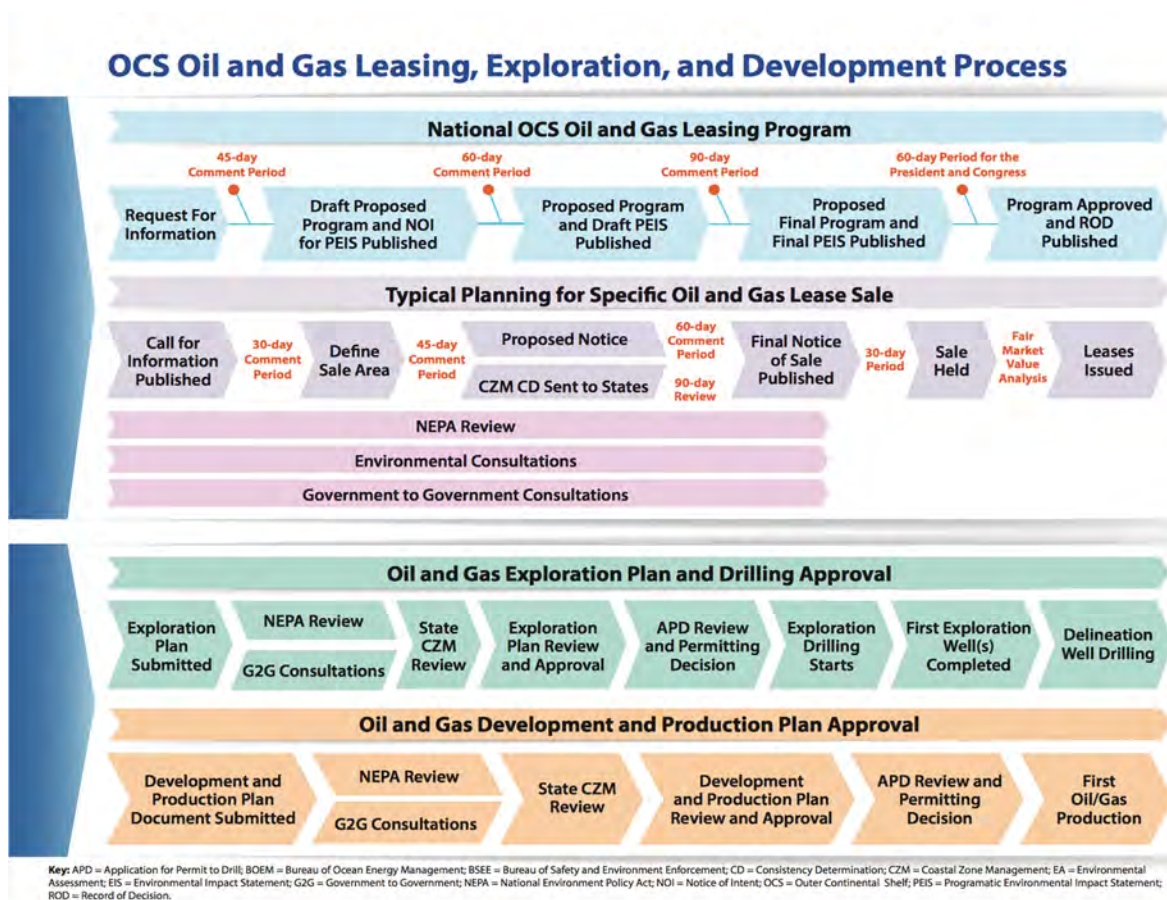 OCS Oil and Gas Leasing, Exploration, and Development Process
National OCS Oil and Gas Leasing Program
45-day
Comment Period
60-day
Comment Period
90-day
Comment Period
60-day Period for the
President and Congress
Request For
Information
Draft Proposed
Program and NOI
for PEIS Published
Proposed Program
and Draft PEIS
Published
Proposed
Final Program and
Final PEIS Published
Program Approved
and ROD
Published
Typical Planning for Specific Oil and Gas Lease Sale
Call for
Information
Published
30-day
Comment
Period
Define
Sale Area
45-day
Comment
Period
Proposed Notice
CZM CD Sent to States
60-day
Comment
Period
90-day
Review
Final Notice
of Sale
Published
30-day
Period
Sale
Held
Fair
Market
Value
Analysis
Leases
Issued
NEPA Review
Environmental Consultations
Government to Government Consultations
Oil and Gas Exploration Plan and Drilling Approval
Exploration
Plan
Submitted
NEPA Review
G2G Consultations
State
CZM
Review
Exploration
Plan Review
and Approval
APD Review
and Permitting
Decision
Exploration
Drilling
Starts
First Exploration
Well(s)
Completed
Delineation
Well Drilling
Oil and Gas Development and Production Plan Approval
Development and
Production Plan
Document Submitted
NEPA Review
G2G Consultations
State CZM
Review
Development
and Production Plan
Review and Approval
APD Review and
Permitting
Decision
First
Oil/Gas
Production
Key: APD = Application for Permit to Drill; BOEM = Bureau of Ocean Energy Management; BSEE = Bureau of Safety and Environment Enforcement; CD = Consistency Determination; CZM = Coastal Zone Management; EA = Environmental
Assessment; EIS = Environmental Impact Statement; G2G = Government to Government; NEPA = National Environment Policy Act; NOI = Notice of Intent; OCS = Outer Continental Shelf; PEIS = Programatic Environmental Impact Statement;
ROD = Record of Decision.